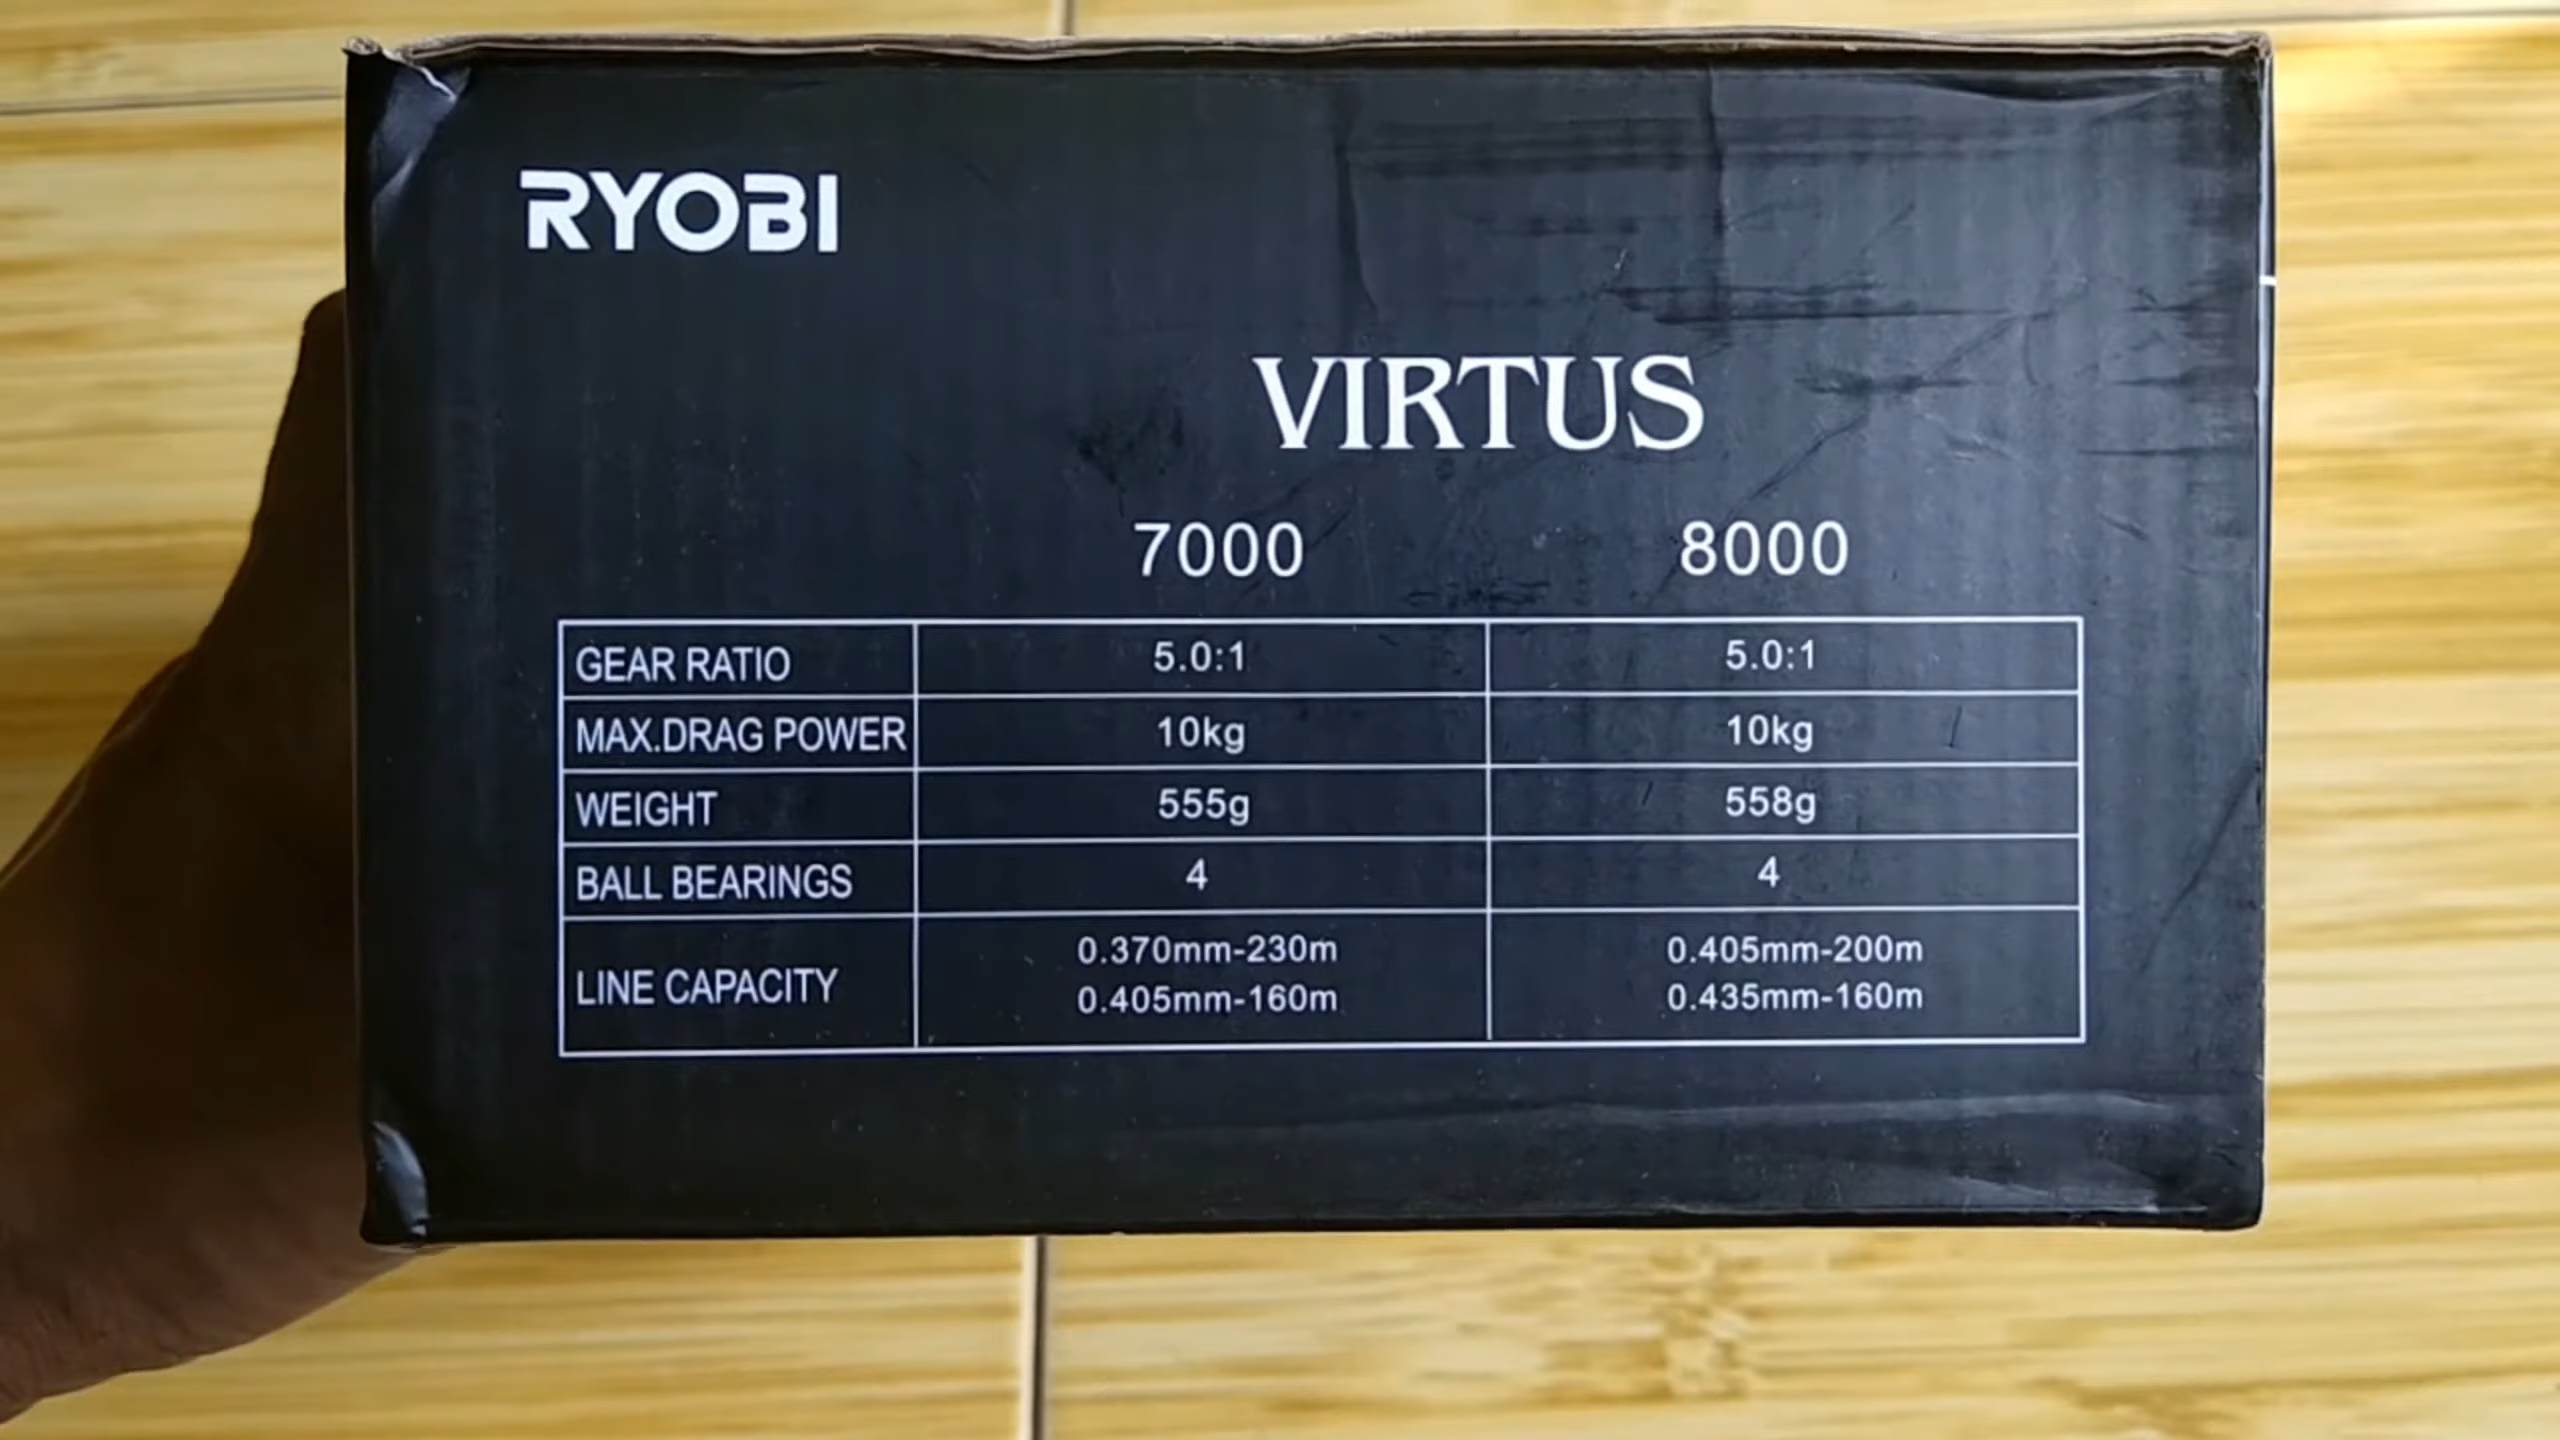 RYOBI
VIRTUS
7000 8000
GEAR RATIO 5.0:1 5.0:1
MAX.DRAG POWER 10kg 10kg
WEIGHT 555g 558g
BALL BEARINGS 4 4
LINE CAPACITY 0.370mm-230m 0.405mm-200m
0.405mm-160m 0.435mm-160m